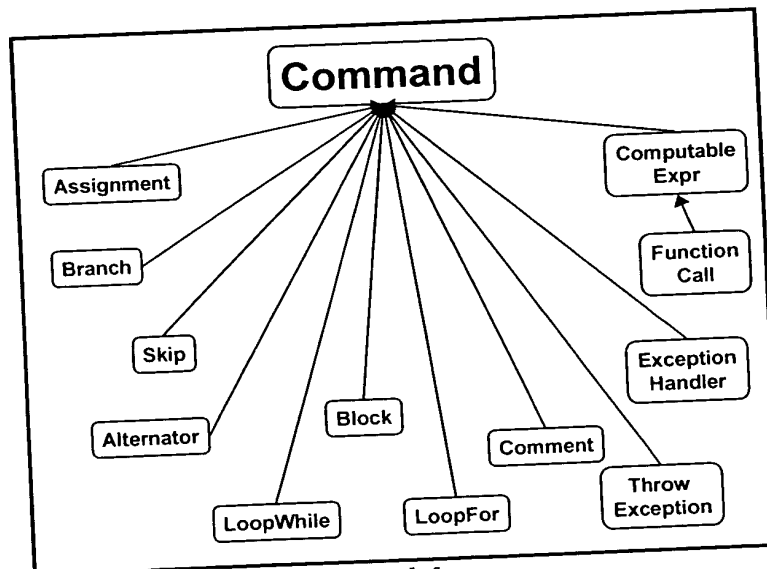 Command
Assignment
Computable
Expr
Branch
Function
Call
Skip
Exception
Handler
Alternator
Block
Comment
LoopWhile
LoopFor
Throw
Exception